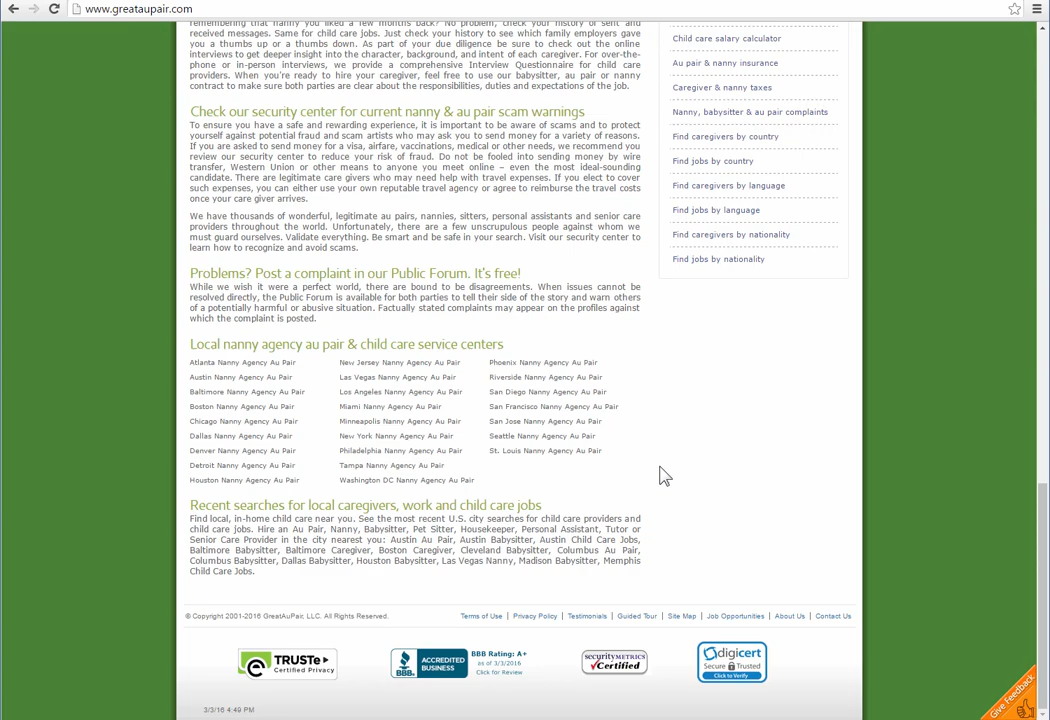 www.greataupair.com
remembering that nanny you liked a few months back? No problem, check your history of sent and
received messages. Same for child care jobs. Just check your history to see which family employers gave
you a thumbs up or a thumbs down. As part of your due diligence be sure to check out the online
interviews to get deeper insight into the character, background, and intent of each caregiver. For over-the-
phone or in-person interviews, we provide a comprehensive Interview Questionnaire for child care
providers. When you're ready to hire your caregiver, feel free to use our babysitter, au pair or nanny
contract to make sure both parties are clear about the responsibilities, duties and expectations of the job.
Check our security center for current nanny & au pair scam warnings
To ensure you have a safe and rewarding experience, it is important to be aware of scams and to protect
yourself against potential fraud and scam artists who may ask you to send money for a variety of reasons.
If you are asked to send money for a visa, airfare, vaccinations, medical or other needs, we recommend you
review our security center to reduce your risk of fraud. Do not be fooled into sending money by wire
transfer, Western Union or other means to anyone you meet online – even the most ideal-sounding
candidate. There are legitimate care givers who may need help with travel expenses. If you elect to cover
such expenses, you can either use your own reputable travel agency or agree to reimburse the travel costs
once your care giver arrives.
We have thousands of wonderful, legitimate au pairs, nannies, sitters, personal assistants and senior care
providers throughout the world. Unfortunately, there are a few unscrupulous people against whom we
must guard ourselves. Validate everything. Be smart and be safe in your search. Visit our security center to
learn how to recognize and avoid scams.
Problems? Post a complaint in our Public Forum. It's free!
While we wish it were a perfect world, there are bound to be disagreements. When issues cannot be
resolved directly, the Public Forum is available for both parties to tell their side of the story and warn others
of a potentially harmful or abusive situation. Factually stated complaints may appear on the profiles against
which the complaint is posted.
Local nanny agency au pair & child care service centers
Atlanta Nanny Agency Au Pair
Austin Nanny Agency Au Pair
Baltimore Nanny Agency Au Pair
Boston Nanny Agency Au Pair
Chicago Nanny Agency Au Pair
Dallas Nanny Agency Au Pair
Denver Nanny Agency Au Pair
Detroit Nanny Agency Au Pair
Houston Nanny Agency Au Pair
New Jersey Nanny Agency Au Pair
Las Vegas Nanny Agency Au Pair
Los Angeles Nanny Agency Au Pair
Miami Nanny Agency Au Pair
Minneapolis Nanny Agency Au Pair
New York Nanny Agency Au Pair
Philadelphia Nanny Agency Au Pair
Tampa Nanny Agency Au Pair
Washington DC Nanny Agency Au Pair
Phoenix Nanny Agency Au Pair
Riverside Nanny Agency Au Pair
San Diego Nanny Agency Au Pair
San Francisco Nanny Agency Au Pair
San Jose Nanny Agency Au Pair
Seattle Nanny Agency Au Pair
St. Louis Nanny Agency Au Pair
Recent searches for local caregivers, work and child care jobs
Find local, in-home child care near you. See the most recent U.S. city searches for child care providers and
child care jobs. Hire an Au Pair, Nanny, Babysitter, Pet Sitter, Housekeeper, Personal Assistant, Tutor or
Senior Care Provider in the city nearest you: Austin Au Pair, Austin Babysitter, Austin Child Care Jobs,
Baltimore Babysitter, Baltimore Caregiver, Boston Caregiver, Cleveland Babysitter, Columbus Au Pair,
Columbus Babysitter, Dallas Babysitter, Houston Babysitter, Las Vegas Nanny, Madison Babysitter, Memphis
Child Care Jobs.
Child care salary calculator
Au pair & nanny insurance
Caregiver & nanny taxes
Nanny, babysitter & au pair complaints
Find caregivers by country
Find jobs by country
Find caregivers by language
Find jobs by language
Find caregivers by nationality
Find jobs by nationality
© Copyright 2001-2016 GreatAuPair, LLC. All Rights Reserved.
Terms of Use | Privacy Policy | Testimonials | Guided Tour | Site Map | Job Opportunities | About Us | Contact Us
TRUSTe
Certified Privacy
BBB.
ACCREDITED
BUSINESS
BBB Rating: A+
as of 3/3/2016
Click for Review
securityMETRICS
Certified
digicert
Secure Trusted
Click to Verify
Give Feedback
3/3/16 4:49 PM